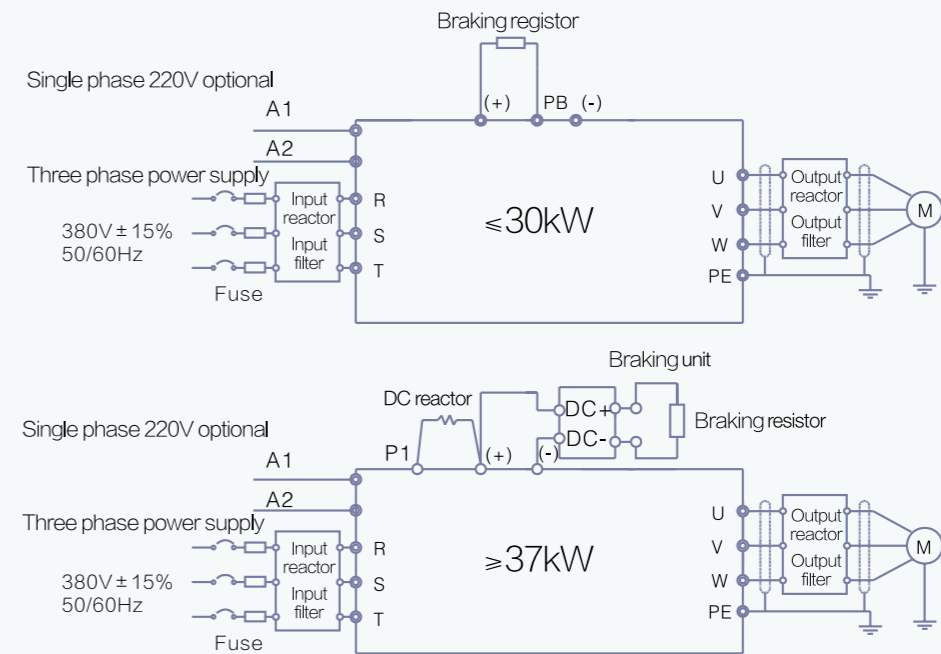 Braking registor
Single phase 220V optional
(+) PB (-)
A1
A2
Three phase power supply
380V ± 15%
50/60Hz
Fuse
Input
reactor
Input
filter
R
S
T
≤30kW
U
V
W
PE
Output
reactor
Output
filter
M
Braking unit
DC reactor
DC+
DC-
Braking resistor
Single phase 220V optional
P1 (+) (-)
A1
A2
Three phase power supply
380V ± 15%
50/60Hz
Fuse
Input
reactor
Input
filter
R
S
T
≥37kW
U
V
W
PE
Output
reactor
Output
filter
M